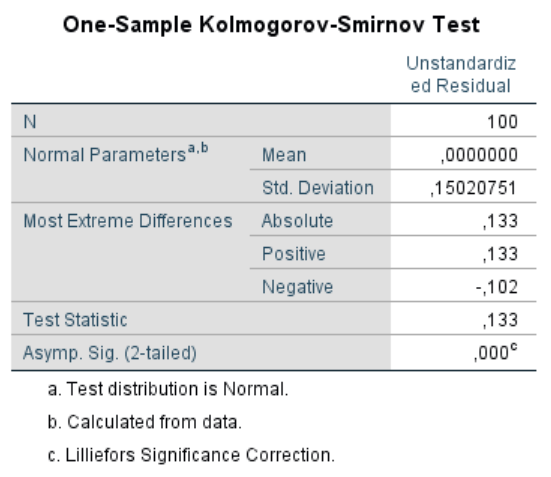 One-Sample Kolmogorov-Smirnov Test
Unstandardiz
ed Residual
N 100
Normal Parametersa,b Mean ,0000000
Std. Deviation ,15020751
Most Extreme Differences Absolute ,133
Positive ,133
Negative -,102
Test Statistic ,133
Asymp. Sig. (2-tailed) ,000c
a. Test distribution is Normal.
b. Calculated from data.
c. Lilliefors Significance Correction.